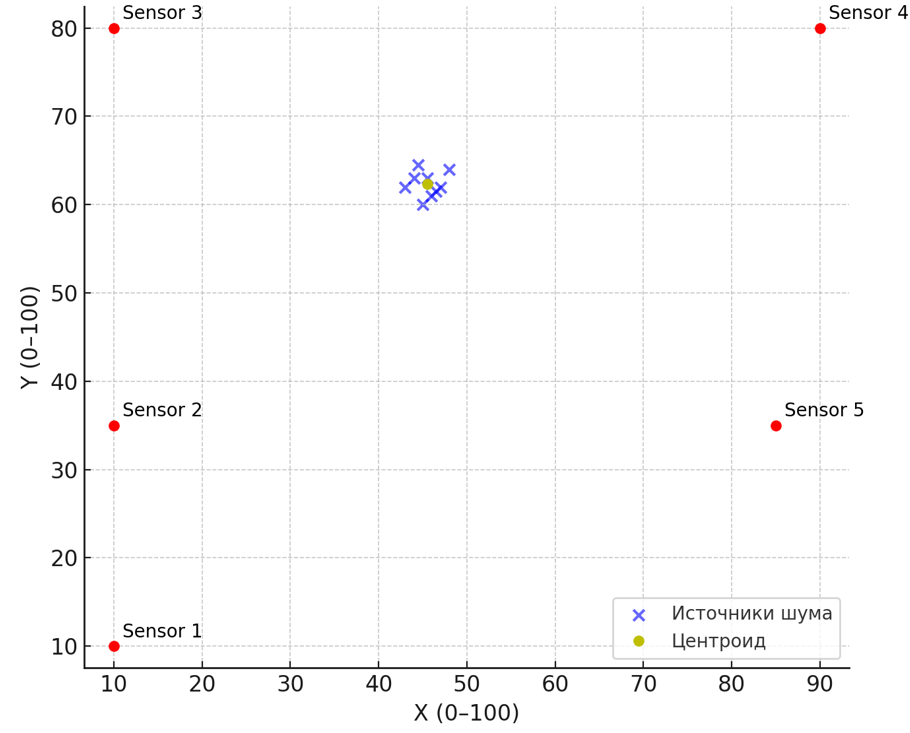 Sensor 3
Sensor 4
80
70
60
50
Y (0–100)
40
Sensor 2
Sensor 5
30
20
Источники шума
Центроид
Sensor 1
10
10 20 30 40 50 60 70 80 90
X (0–100)